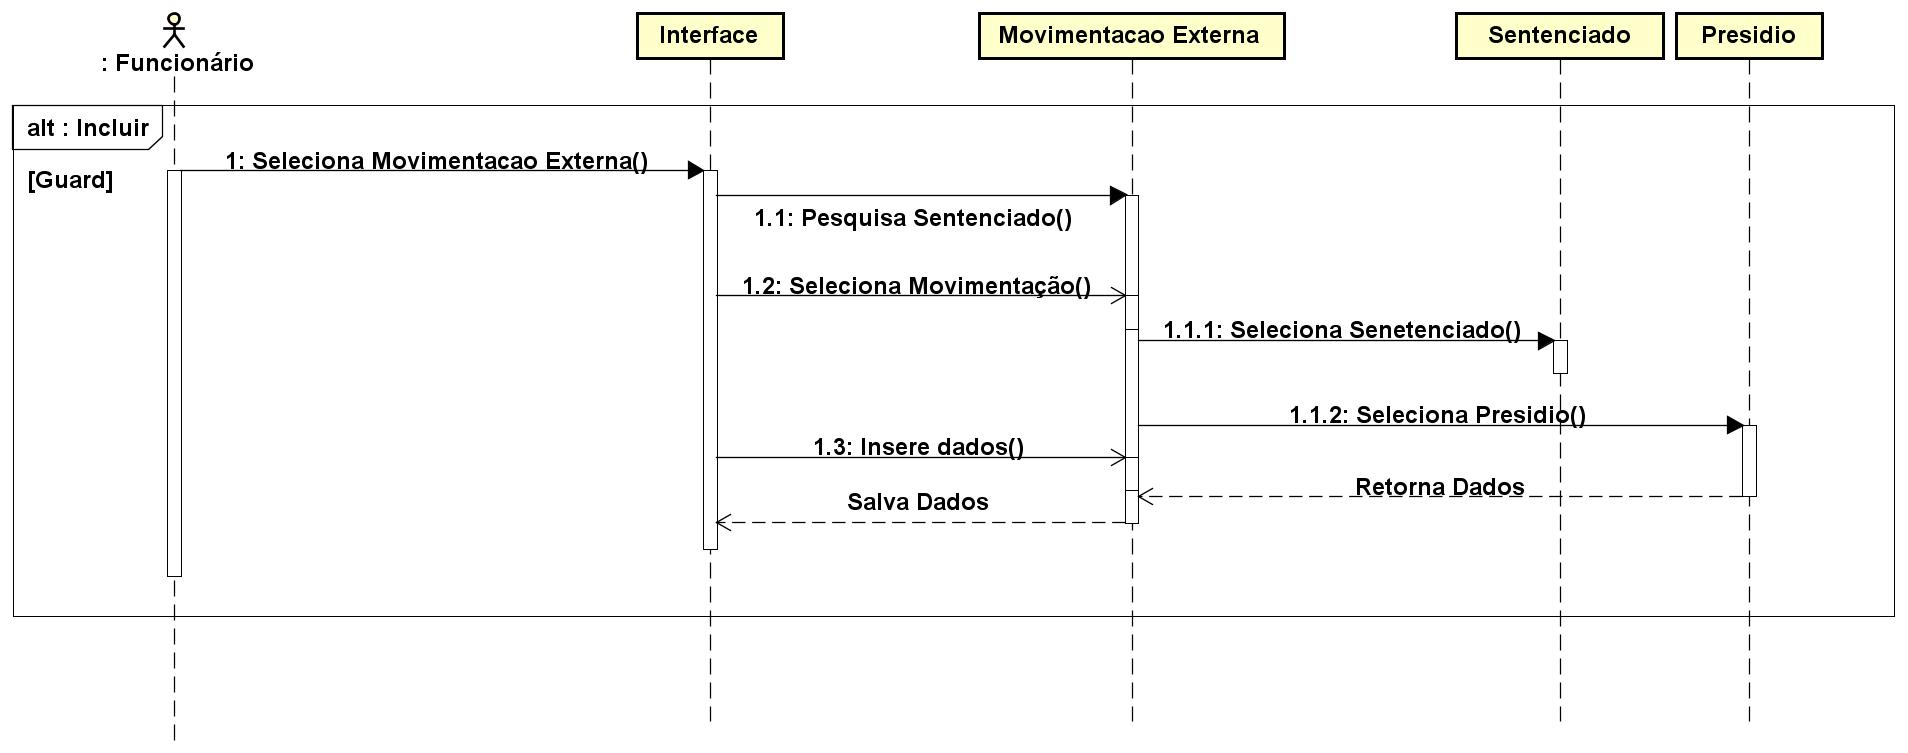 : Funcionário
Interface
Movimentacao Externa
Sentenciado
Presidio
alt : Incluir
[Guard]
1: Seleciona Movimentacao Externa()
1.1: Pesquisa Sentenciado()
1.2: Seleciona Movimentação()
1.1.1: Seleciona Senetenciado()
1.1.2: Seleciona Presidio()
1.3: Insere dados()
Retorna Dados
Salva Dados